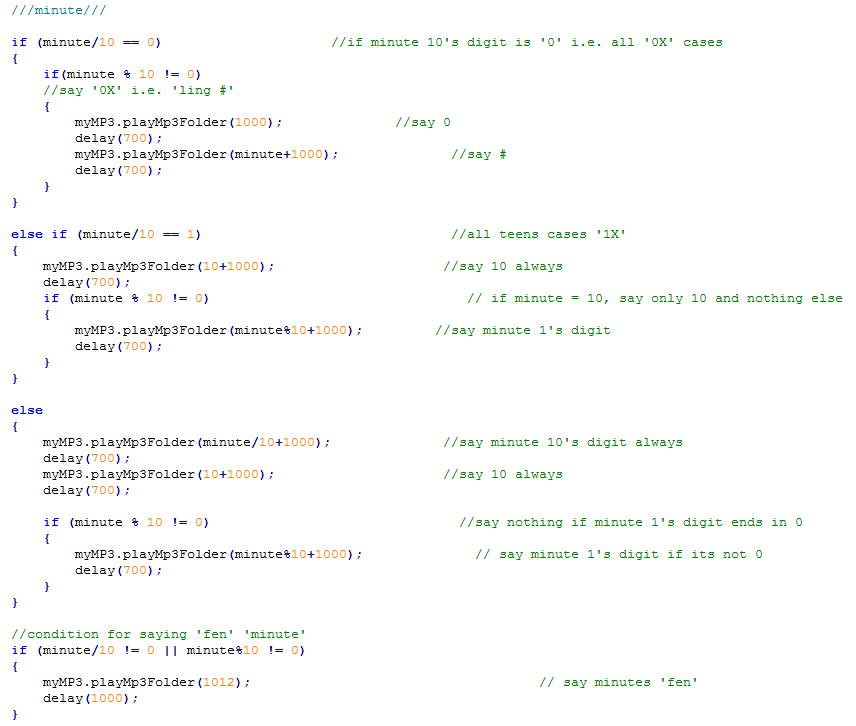 ///minute///
if (minute/10 == 0) //if minute 10's digit is '0' i.e. all '0X' cases
{
if(minute % 10 != 0)
//say '0X' i.e. 'ling #'
{
myMP3.playMp3Folder(1000); //say 0
delay(700);
myMP3.playMp3Folder(minute+1000); //say #
delay(700);
}
}
else if (minute/10 == 1) //all teens cases '1X'
{
myMP3.playMp3Folder(10+1000); //say 10 always
delay(700);
if (minute % 10 != 0) // if minute = 10, say only 10 and nothing else
{
myMP3.playMp3Folder(minute%10+1000); //say minute 1's digit
delay(700);
}
}
else
{
myMP3.playMp3Folder(minute/10+1000); //say minute 10's digit always
delay(700);
myMP3.playMp3Folder(10+1000); //say 10 always
delay(700);
if (minute % 10 != 0) //say nothing if minute 1's digit ends in 0
{
myMP3.playMp3Folder(minute%10+1000); // say minute 1's digit if its not 0
delay(700);
}
}
//condition for saying 'fen' 'minute'
if (minute/10 != 0 || minute%10 != 0)
{
myMP3.playMp3Folder(1012); // say minutes 'fen'
delay(1000);
}